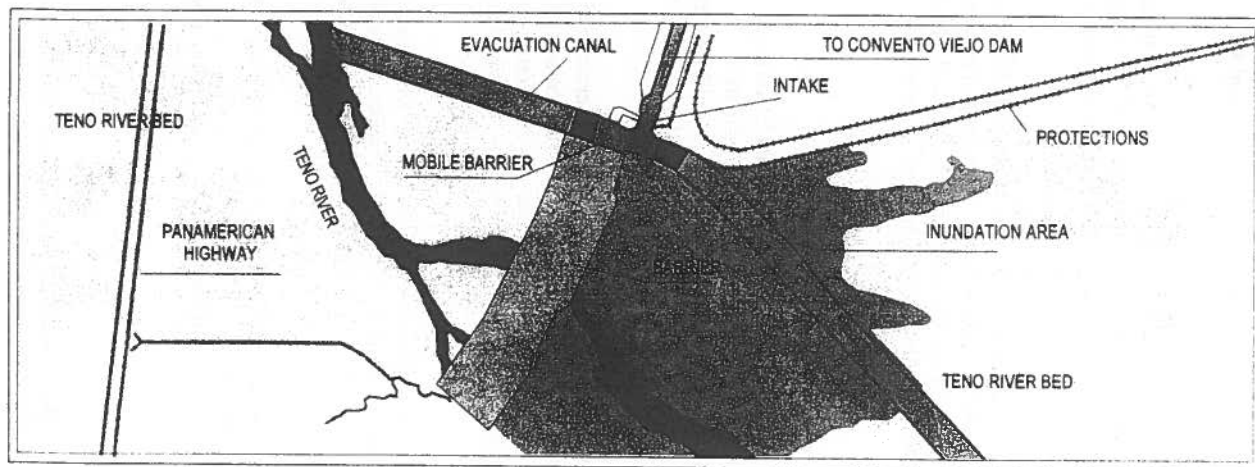 EVACUATION CANAL
TO CONVENTO VIEJO DAM
INTAKE
TENO RIVER BED
PROTECTIONS
MOBILE BARRIER
TENO RIVER
PANAMERICAN
HIGHWAY
INUNDATION AREA
BARRIER
TENO RIVER BED